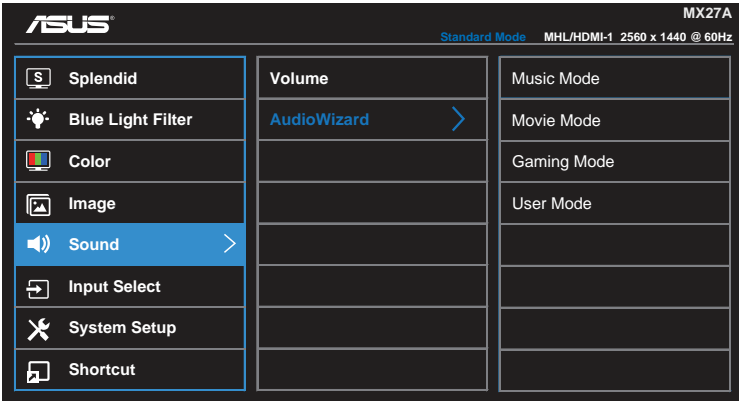 ASUS
MX27A
Standard Mode MHL/HDMI-1 2560 x 1440 @ 60Hz
S Splendid
Blue Light Filter
Color
Image
Sound
Input Select
System Setup
Shortcut
Volume
AudioWizard
Music Mode
Movie Mode
Gaming Mode
User Mode